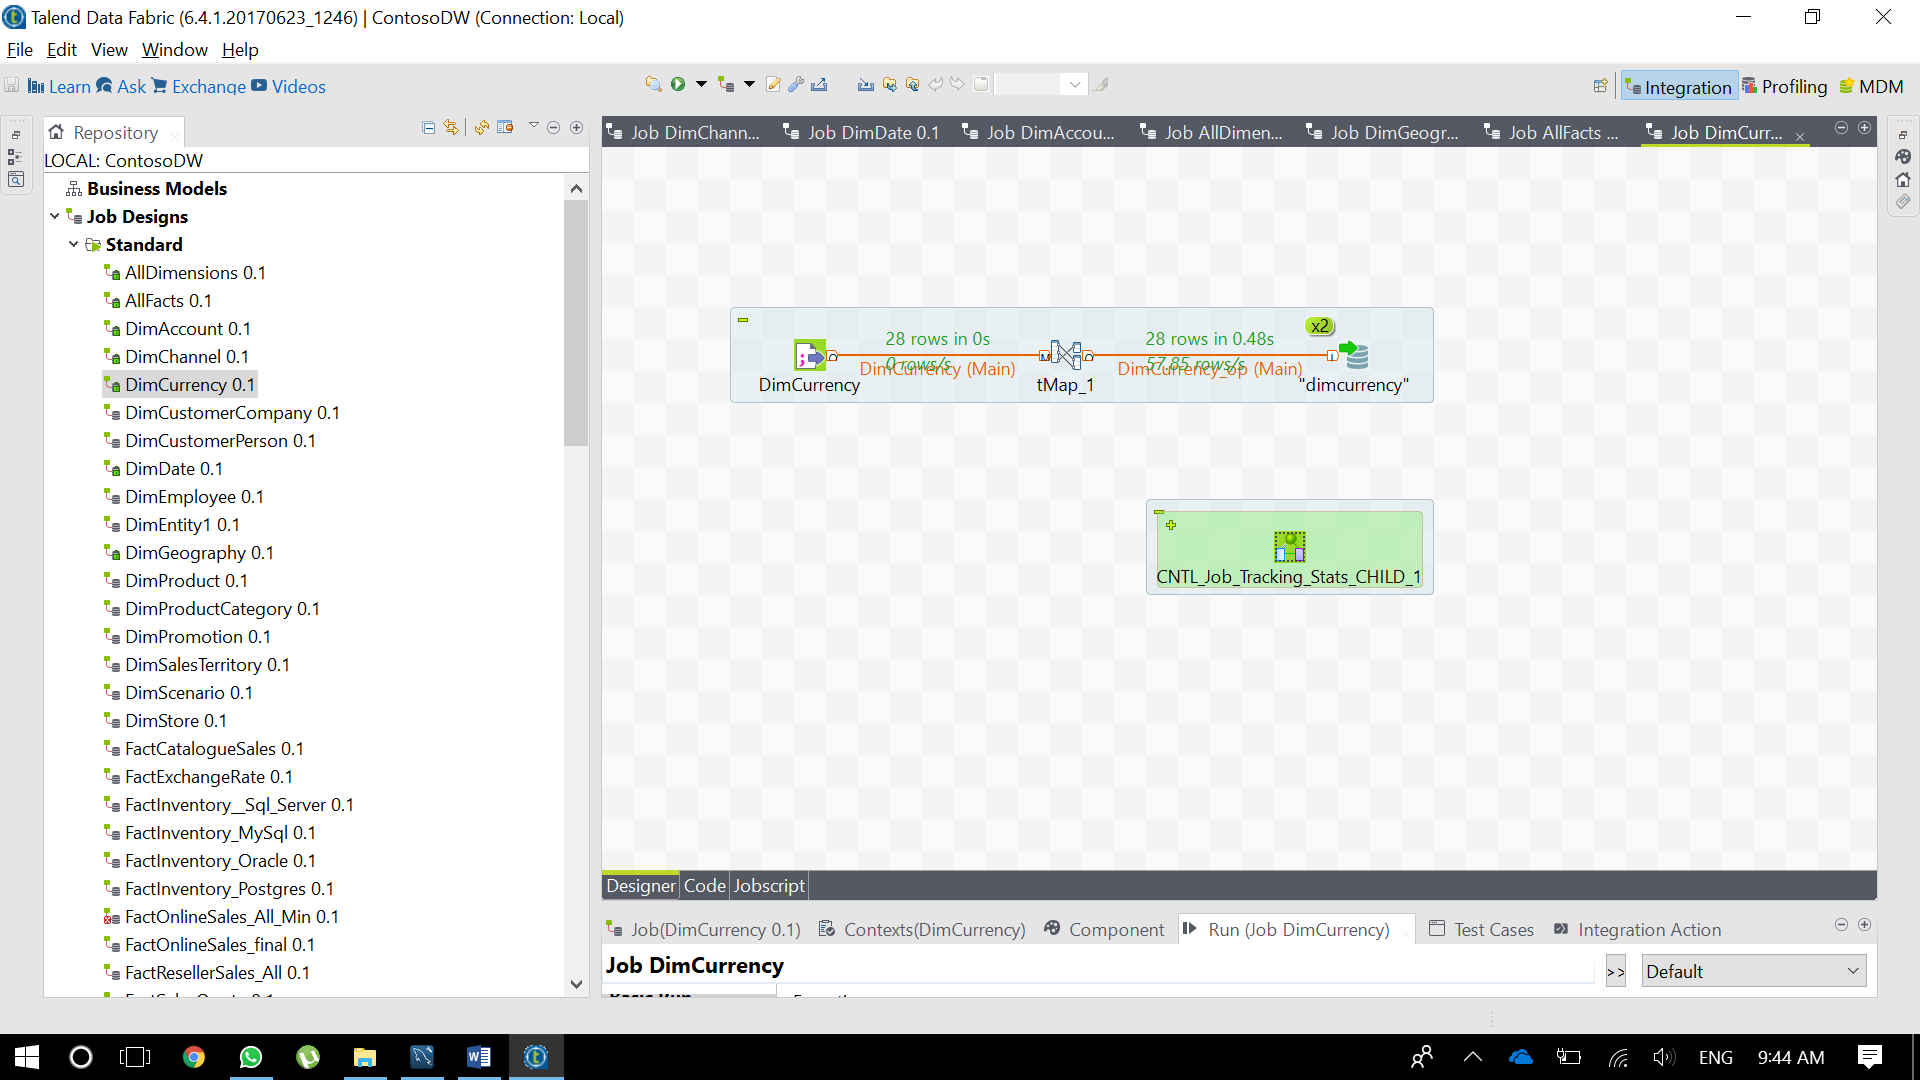 Talend Data Fabric (6.4.1.20170623_1246) | ContosoDW (Connection: Local)
File Edit View Window Help
Learn Ask Exchange Videos
Integration Profiling MDM
Repository
LOCAL: ContosoDW
Business Models
Job Designs
Standard
AllDimensions 0.1
AllFacts 0.1
DimAccount 0.1
DimChannel 0.1
DimCurrency 0.1
DimCustomerCompany 0.1
DimCustomerPerson 0.1
DimDate 0.1
DimEmployee 0.1
DimEntity1 0.1
DimGeography 0.1
DimProduct 0.1
DimProductCategory 0.1
DimPromotion 0.1
DimSalesTerritory 0.1
DimScenario 0.1
DimStore 0.1
FactCatalogueSales 0.1
FactExchangeRate 0.1
FactInventory__Sql_Server 0.1
FactInventory_MySql 0.1
FactInventory_Oracle 0.1
FactInventory_Postgres 0.1
FactOnlineSales_All_Min 0.1
FactOnlineSales_final 0.1
FactResellerSales_All 0.1
Job DimChann... Job DimDate 0.1 Job DimAccou... Job AllDimen... Job DimGeogr... Job AllFacts ... Job DimCurr...
x2
28 rows in 0s 28 rows in 0.48s
0 rows/s 57.85 rows/s
DimCurrency (Main) DimCurrency_op (Main)
DimCurrency tMap_1 "dimcurrency"
CNTL_Job_Tracking_Stats_CHILD_1
Designer Code Jobscript
Job(DimCurrency 0.1) Contexts(DimCurrency) Component Run (Job DimCurrency) Test Cases Integration Action
Job DimCurrency
>> Default
ENG 9:44 AM